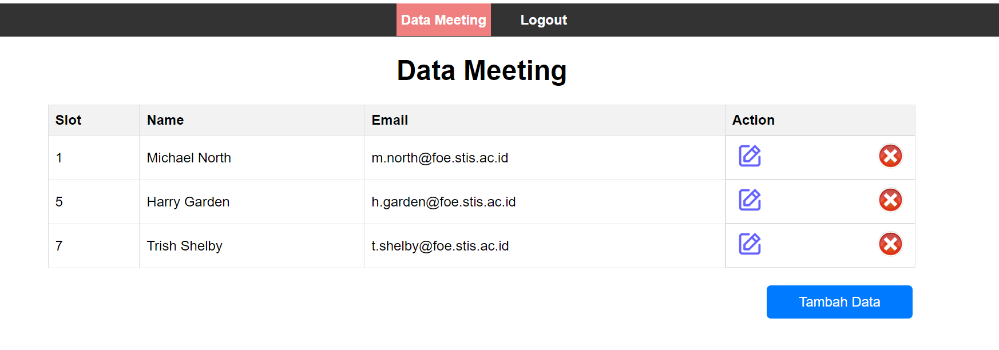 Data Meeting Logout
Data Meeting
Slot Name Email Action
1 Michael North m.north@foe.stis.ac.id
5 Harry Garden h.garden@foe.stis.ac.id
7 Trish Shelby t.shelby@foe.stis.ac.id
Tambah Data